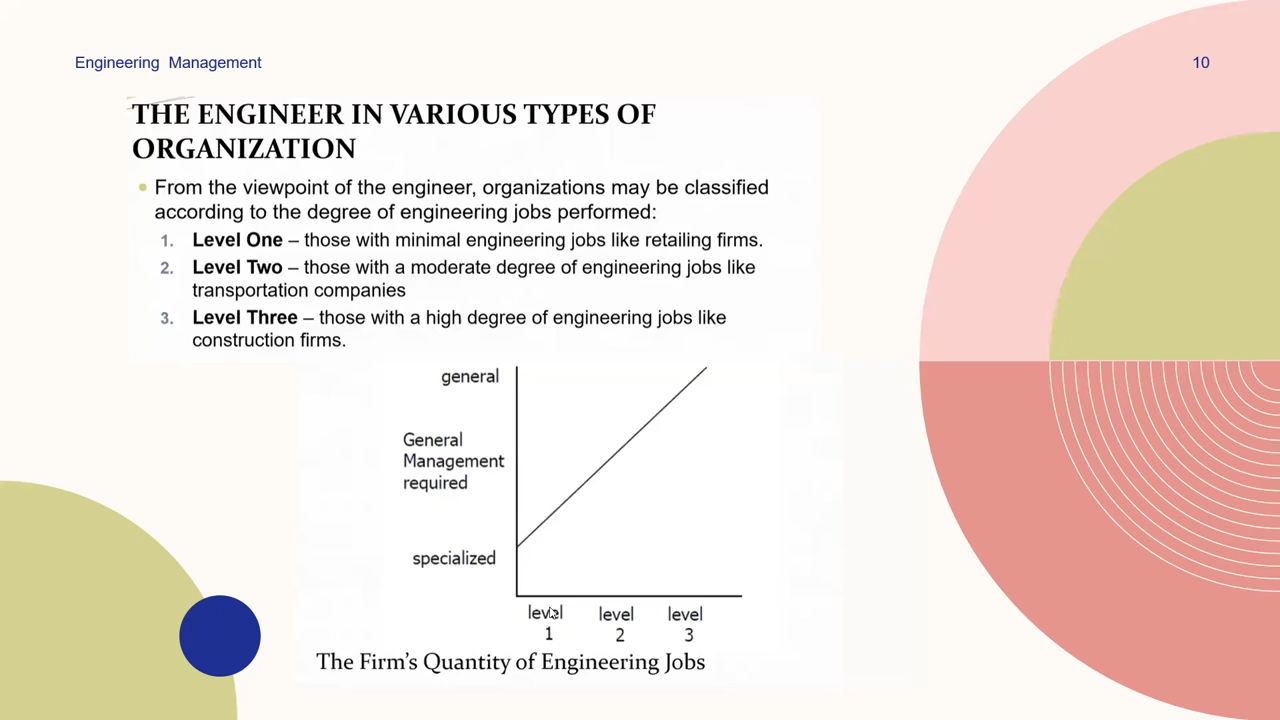 Engineering Management
10
THE ENGINEER IN VARIOUS TYPES OF
ORGANIZATION
• From the viewpoint of the engineer, organizations may be classified
according to the degree of engineering jobs performed:
1. Level One – those with minimal engineering jobs like retailing firms.
2. Level Two – those with a moderate degree of engineering jobs like
transportation companies
3. Level Three – those with a high degree of engineering jobs like
construction firms.
general
General
Management
required
specialized
level level level
1 2 3
The Firm's Quantity of Engineering Jobs